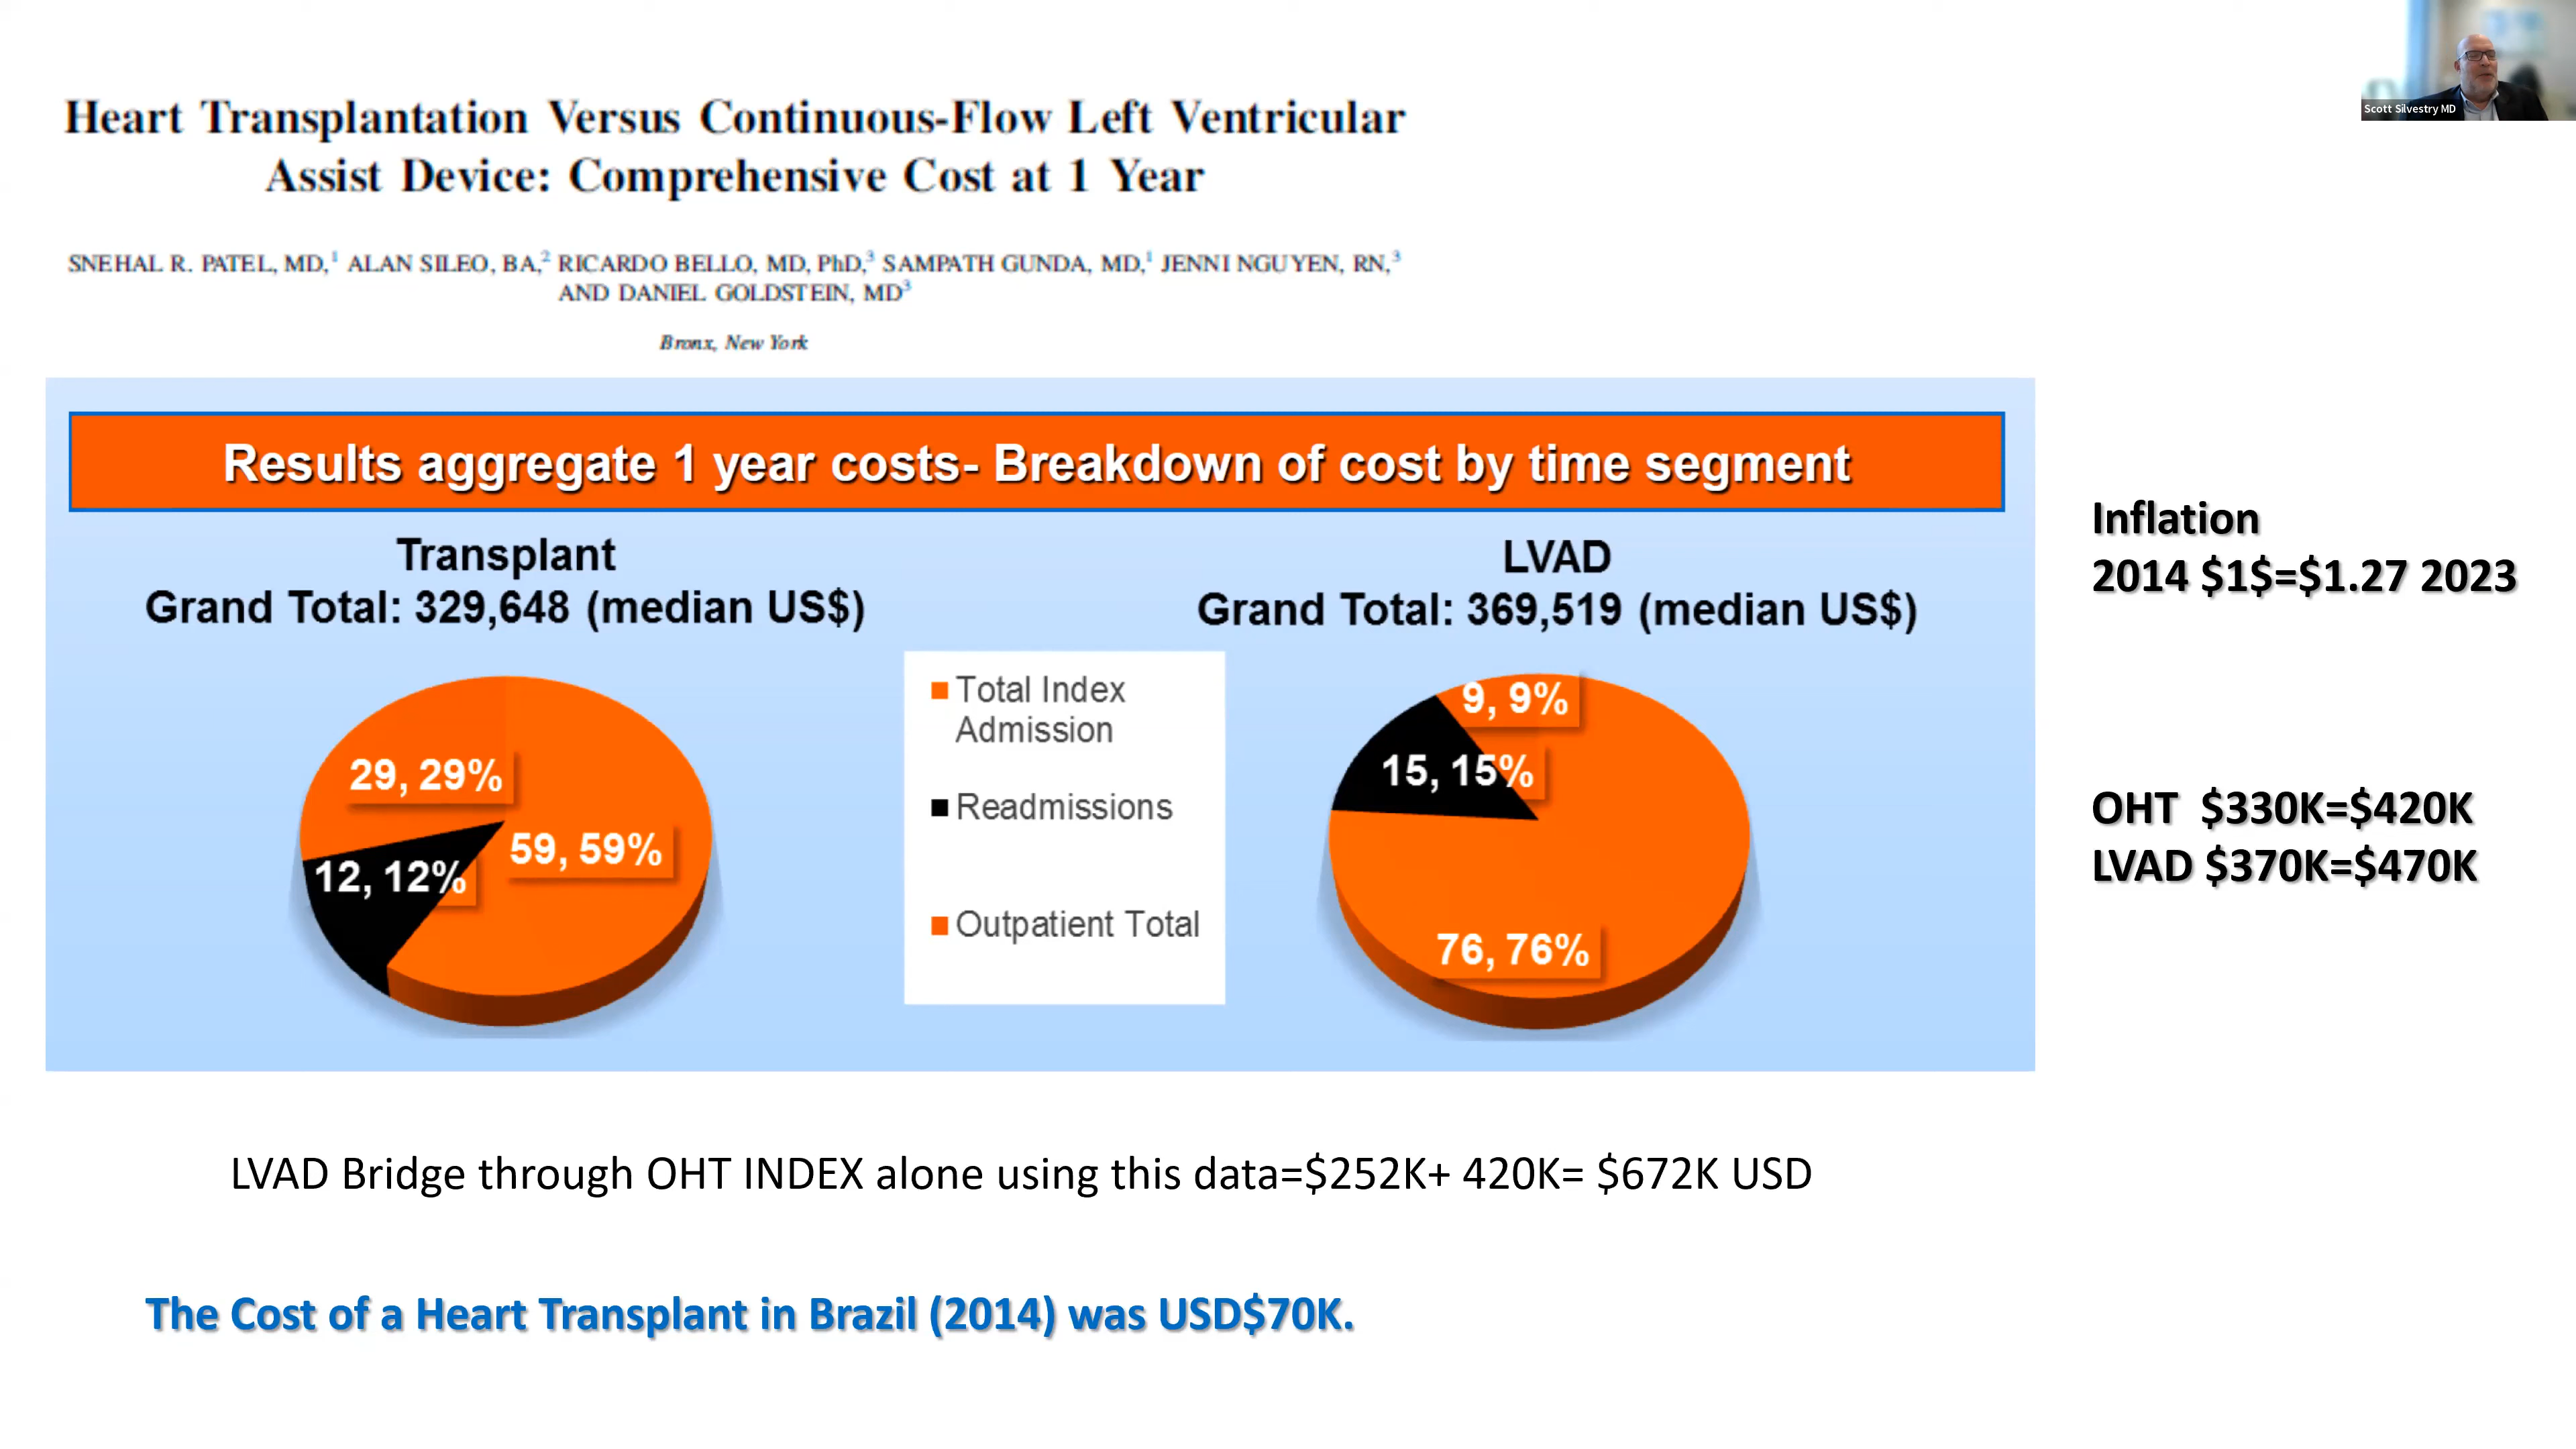 Scott Silvestry MD
Heart Transplantation Versus Continuous-Flow Left Ventricular
Assist Device: Comprehensive Cost at 1 Year
SNEHAL R. PATEL, MD,1 ALAN SILEO, BA,2 RICARDO BELLO, MD, PhD,3 SAMPATH GUNDA, MD,1 JENNI NGUYEN, RN,3
AND DANIEL GOLDSTEIN, MD3
Bronx, New York
Results aggregate 1 year costs- Breakdown of cost by time segment
Transplant
Grand Total: 329,648 (median US$)
29, 29%
59, 59%
12, 12%
Total Index
Admission
Readmissions
Outpatient Total
LVAD
Grand Total: 369,519 (median US$)
9, 9%
15, 15%
76, 76%
Inflation
2014 $1$=$1.27 2023
OHT $330K=$420K
LVAD $370K=$470K
LVAD Bridge through OHT INDEX alone using this data=$252K+ 420K= $672K USD
The Cost of a Heart Transplant in Brazil (2014) was USD$70K.